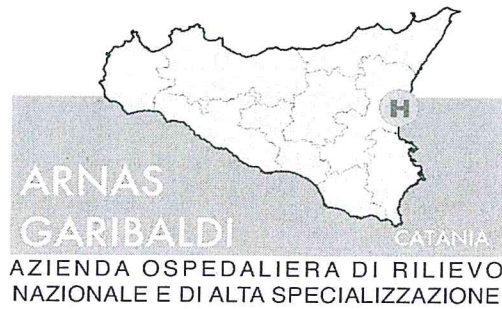 H
ARNAS
GARIBALDI
CATANIA
AZIENDA OSPEDALIERA DI RILIEVO
NAZIONALE E DI ALTA SPECIALIZZAZIONE